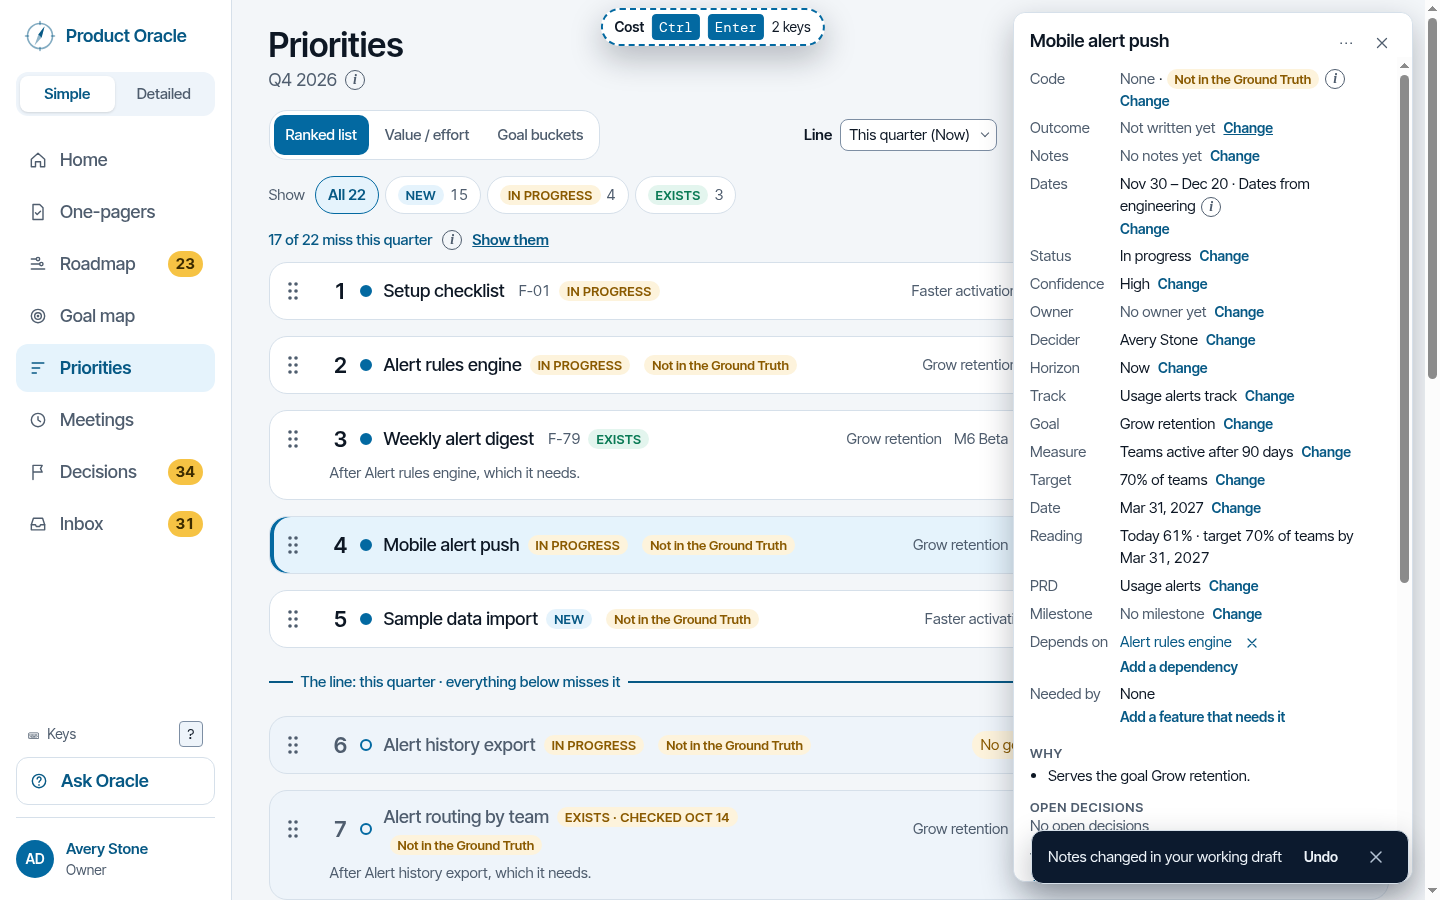 Product Oracle
Simple
Detailed
Home
One-pagers
Roadmap 23
Goal map
Priorities
Meetings
Decisions 34
Inbox 31
Keys ?
Ask Oracle
AD
Avery Stone
Owner
Cost Ctrl Enter 2 keys
Priorities
Q4 2026 i
Ranked list
Value / effort
Goal buckets
Line This quarter (Now)
Show All 22 NEW 15 IN PROGRESS 4 EXISTS 3
17 of 22 miss this quarter i Show them
1 Setup checklist F-01 IN PROGRESS Faster activation
2 Alert rules engine IN PROGRESS Not in the Ground Truth Grow retention
3 Weekly alert digest F-79 EXISTS Grow retention M6 Beta
After Alert rules engine, which it needs.
4 Mobile alert push IN PROGRESS Not in the Ground Truth Grow retention
5 Sample data import NEW Not in the Ground Truth Faster activati
The line: this quarter · everything below misses it
6 Alert history export IN PROGRESS Not in the Ground Truth No go
7 Alert routing by team EXISTS · CHECKED OCT 14 Grow retention
Not in the Ground Truth
After Alert history export, which it needs.
Mobile alert push ...
Code None · Not in the Ground Truth i
Change
Outcome Not written yet Change
Notes No notes yet Change
Dates Nov 30 – Dec 20 · Dates from
engineering i
Change
Status In progress Change
Confidence High Change
Owner No owner yet Change
Decider Avery Stone Change
Horizon Now Change
Track Usage alerts track Change
Goal Grow retention Change
Measure Teams active after 90 days Change
Target 70% of teams Change
Date Mar 31, 2027 Change
Reading Today 61% · target 70% of teams by
Mar 31, 2027
PRD Usage alerts Change
Milestone No milestone Change
Depends on Alert rules engine ×
Add a dependency
Needed by None
Add a feature that needs it
WHY
• Serves the goal Grow retention.
OPEN DECISIONS
No open decisions
Notes changed in your working draft Undo ×